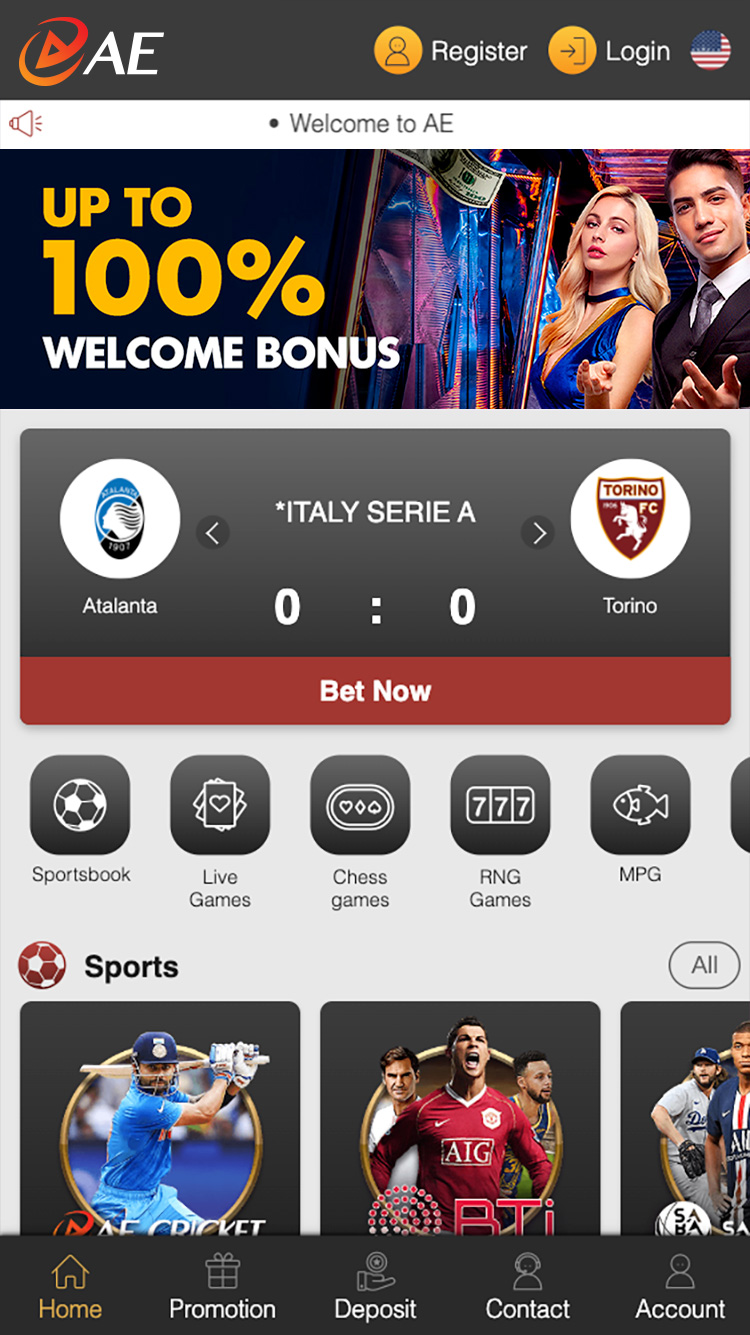 AE
Register
Login
• Welcome to AE
UP TO
100%
WELCOME BONUS
ATALANTA
1907
TORINO
1906 FC
*ITALY SERIE A
Atalanta
0 : 0
Torino
Bet Now
777
Sportsbook
Live
Games
Chess
games
RNG
Games
MPG
Sports
All
AIG
AE CRICKET
BTi
SABA
SA
Home
Promotion
Deposit
Contact
Account